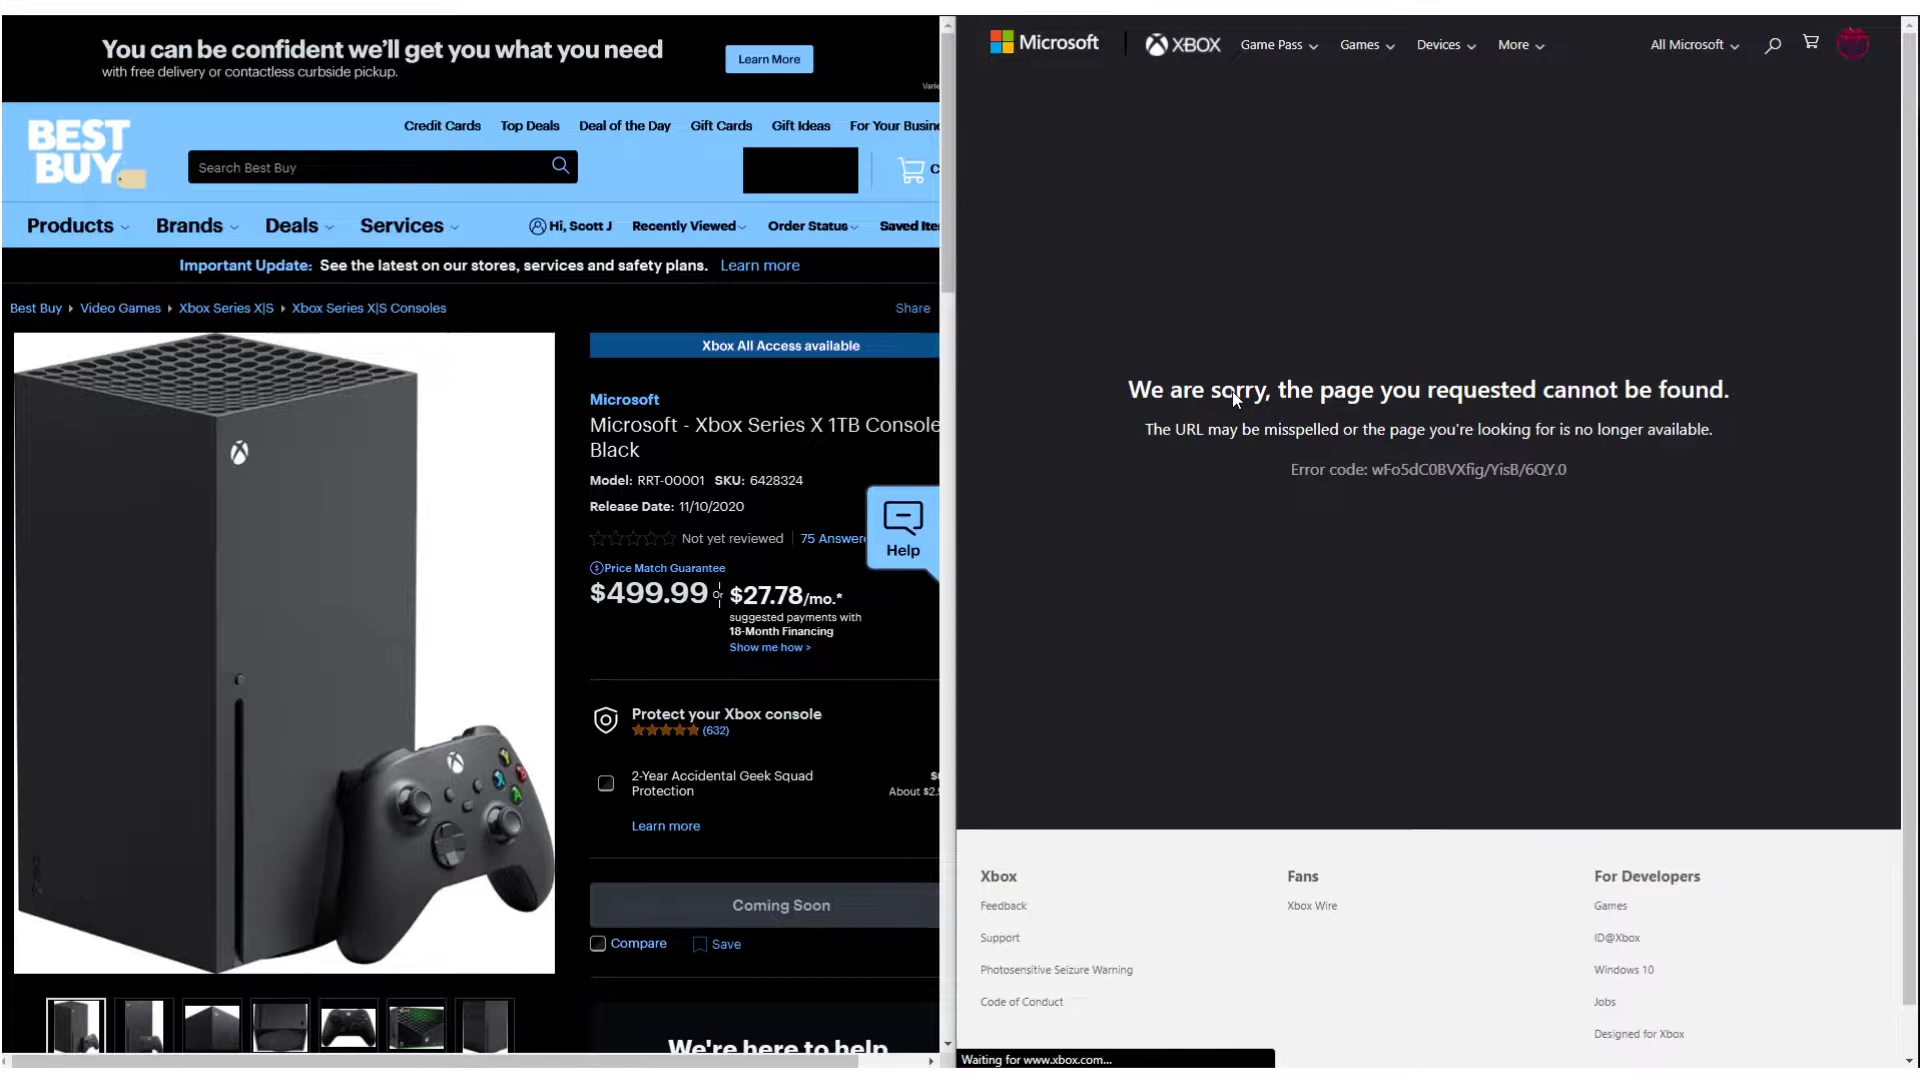 You can be confident we'll get you what you need
with free delivery or contactless curbside pickup.
Learn More
BEST
BUY
Credit Cards
Top Deals
Deal of the Day
Gift Cards
Gift Ideas
For Your
Search Best Buy
Products
Brands
Deals
Services
Hi, Scott J
Recently Viewed
Order Status
Saved
Important Update: See the latest on our stores, services and safety plans. Learn more
Best Buy
Video Games
Xbox Series X|S
Xbox Series X|S Consoles
Share
Xbox All Access available
Microsoft
Microsoft - Xbox Series X 1TB Console
Black
Model: RRT-00001 SKU: 6428324
Release Date: 11/10/2020
Not yet reviewed
75
Help
Price Match Guarantee
$499.99
or
$27.78/mo.*
suggested payments with
18-Month Financing
Show me how >
Protect your Xbox console
(632)
2-Year Accidental Geek Squad
Protection
About
Learn more
Coming Soon
Compare
Save
We're here to help
Microsoft
XBOX
Game Pass
Games
Devices
More
All Microsoft
We are sorry, the page you requested cannot be found.
The URL may be misspelled or the page you're looking for is no longer available.
Error code: wFo5dC0BVXfig/YisB/6QY.0
Xbox
Feedback
Support
Photosensitive Seizure Warning
Code of Conduct
Fans
Xbox Wire
For Developers
Games
ID@Xbox
Windows 10
Jobs
Designed for Xbox
Waiting for www.xbox.com...